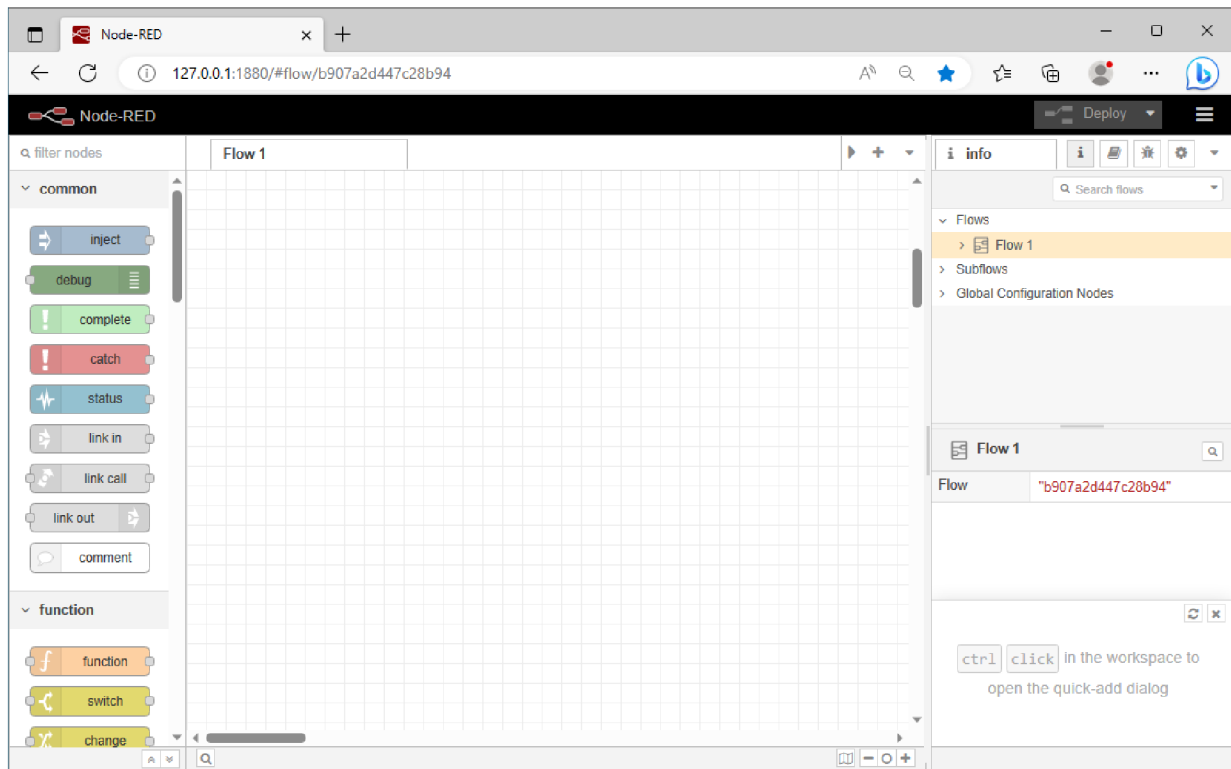 Node-RED
127.0.0.1:1880/#flow/b907a2d447c28b94
Node-RED
Deploy
filter nodes
Flow 1
i info
common
Search flows
inject
Flows
Flow 1
debug
Subflows
Global Configuration Nodes
complete
catch
status
link in
link call
link out
comment
Flow 1
Flow "b907a2d447c28b94"
function
function
switch
change
ctrl click in the workspace to
open the quick-add dialog